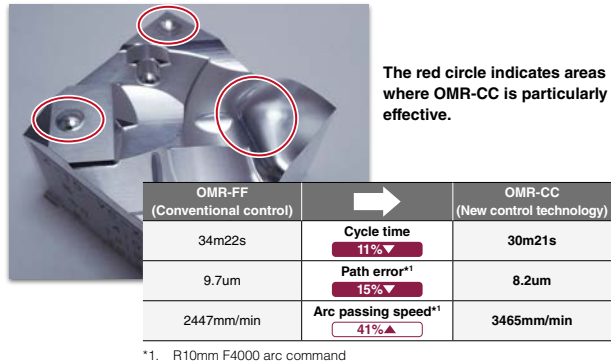 The red circle indicates areas
where OMR-CC is particularly
effective.
OMR-FF
(Conventional control)
OMR-CC
(New control technology)
34m22s
Cycle time
11%▼
30m21s
9.7um
Path error*1
15%▼
8.2um
2447mm/min
Arc passing speed*1
41%▲
3465mm/min
*1. R10mm F4000 arc command